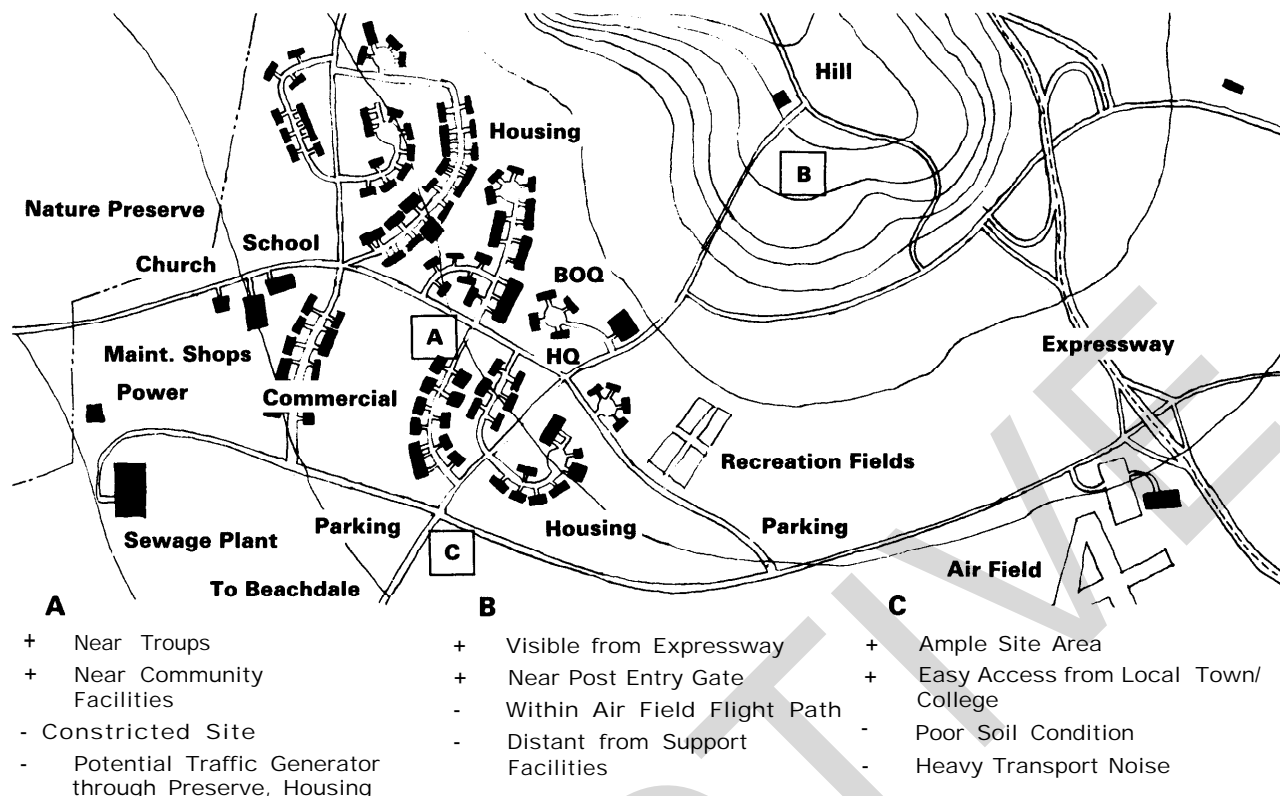 Hill
Housing
B
Nature Preserve
School
Church
BOQ
A
Expressway
Maint. Shops
HQ
Power
Commercial
Recreation Fields
Parking
Housing
Parking
Sewage Plant
C
Air Field
To Beachdale
A
+ Near Troups
+ Near Community
Facilities
- Constricted Site
- Potential Traffic Generator
through Preserve, Housing
B
+ Visible from Expressway
+ Near Post Entry Gate
- Within Air Field Flight Path
- Distant from Support
Facilities
C
+ Ample Site Area
+ Easy Access from Local Town/
College
- Poor Soil Condition
- Heavy Transport Noise
TIVE